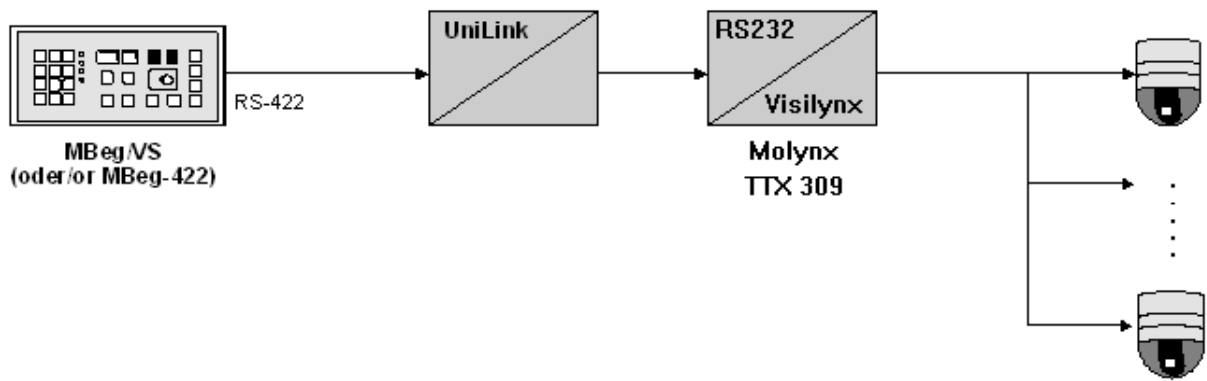 UniLink
RS232
Visilynx
RS-422
MBeg/VS
(oder/or MBeg-422)
Molynx
TTX 309